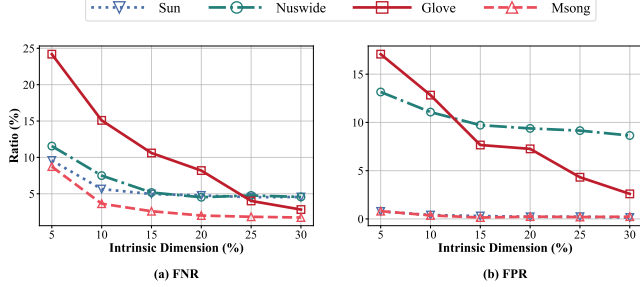 Sun Nuswide Glove Msong
25
20
15
10
5
Ratio (%)
5 10 15 20 25 30
Intrinsic Dimension (%)
(a) FNR
15
10
5
0
5 10 15 20 25 30
Intrinsic Dimension (%)
(b) FPR